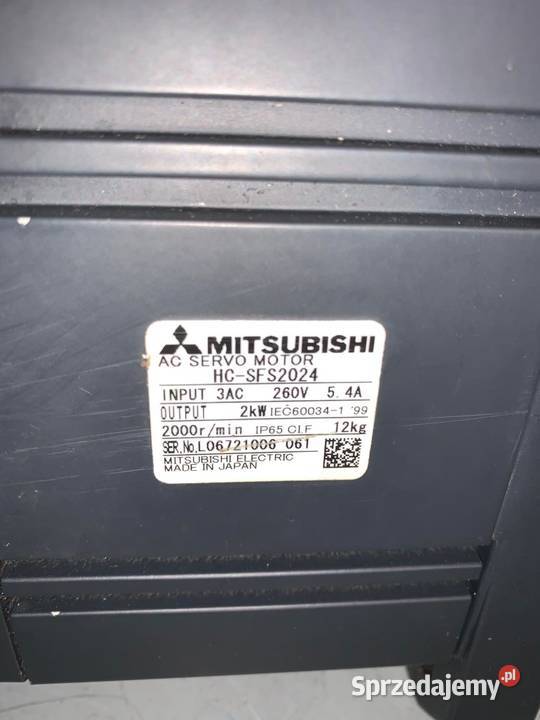 MITSUBISHI
AC SERVO MOTOR
HC-SFS2024
INPUT 3AC 260V 5.4A
OUTPUT 2kW IEC60034-1 '99
2000r/min IP65 Cl.F 12kg
SER.No.L06721006 061
MITSUBISHI ELECTRIC
MADE IN JAPAN
Sprzedajemy.pl